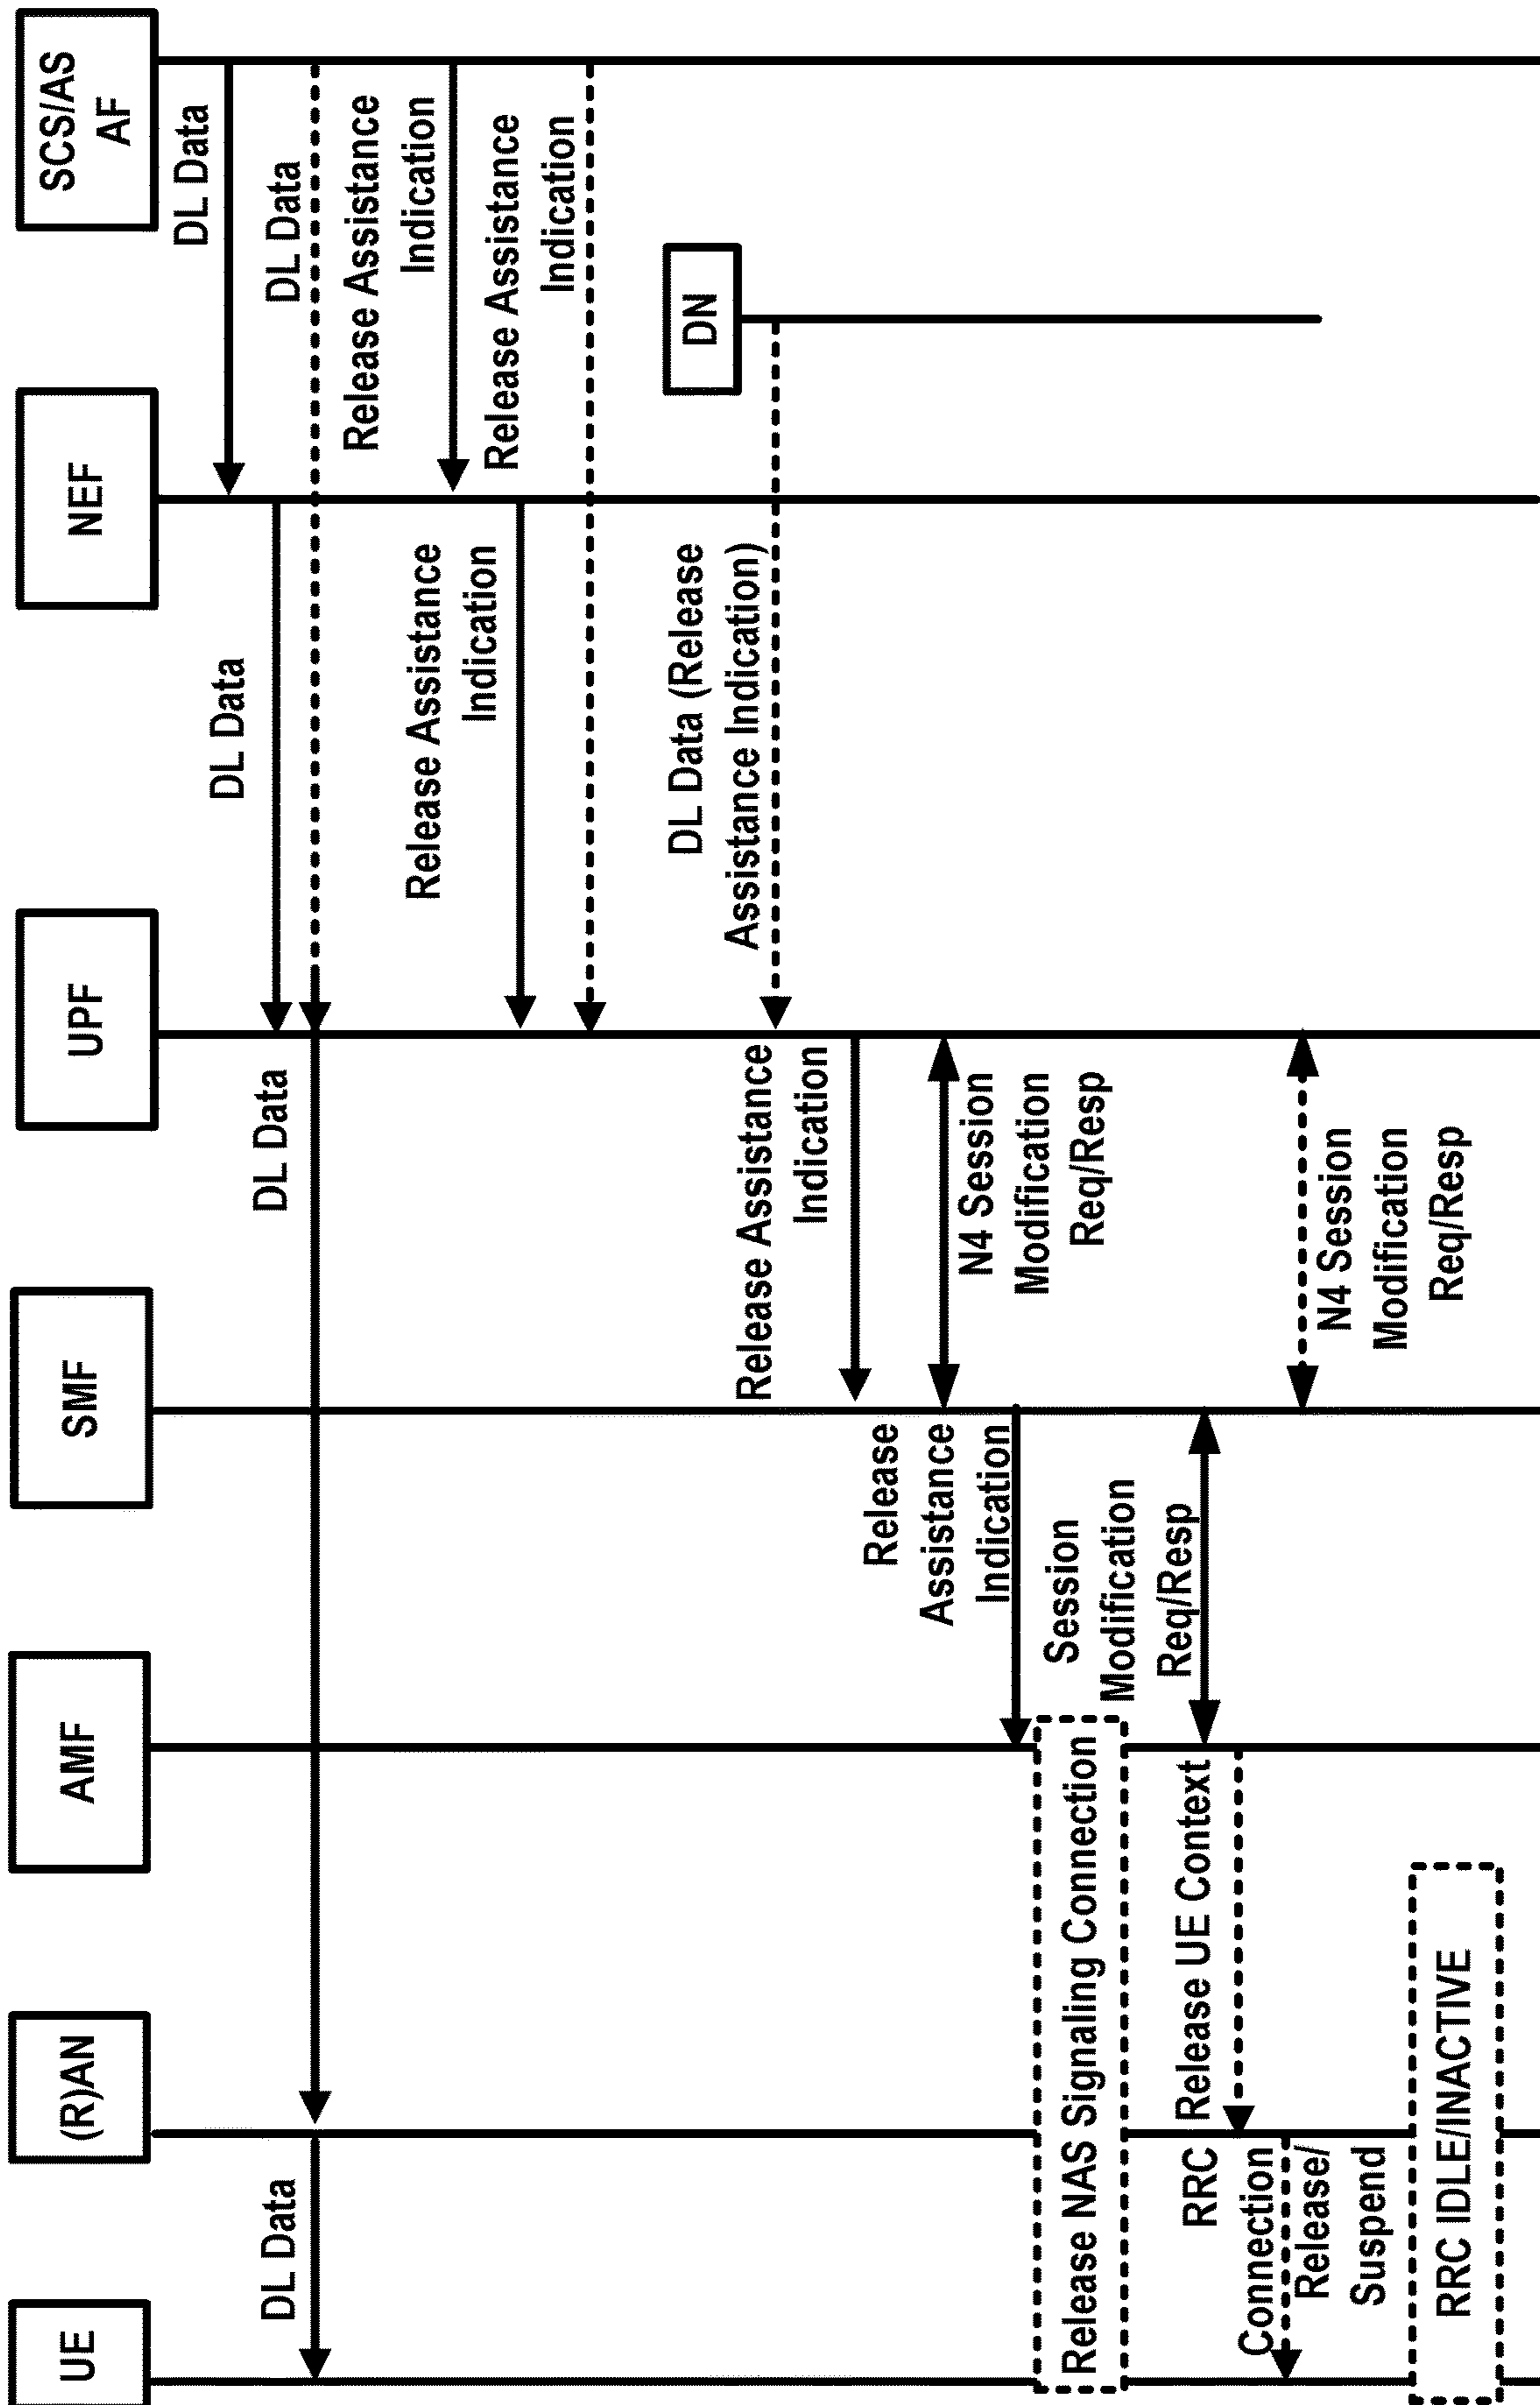 UE
(R)AN
AMF
SMF
UPF
NEF
SCS/AS
AF
DL Data
DL Data
DL Data
DL Data
DL Data
Release Assistance
Indication
Release Assistance
Indication
Release Assistance
Indication
DN
DL Data (Release
Assistance Indication)
Release Assistance
Indication
Release
Assistance
Indication
N4 Session
Modification
Req/Resp
Release NAS Signaling Connection
Session
Modification
Req/Resp
Release UE Context
RRC
Connection
Release/
Suspend
N4 Session
Modification
Req/Resp
RRC IDLE/INACTIVE